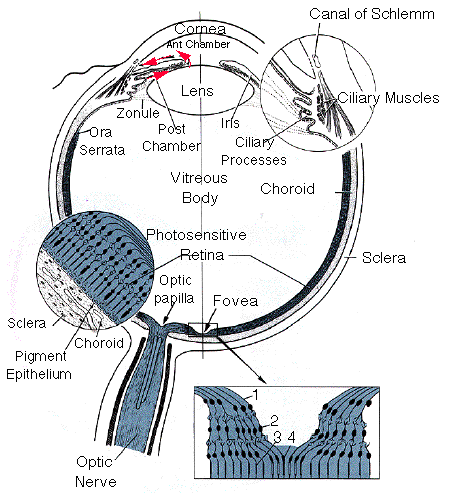 Canal of Schlemm
Cornea
Ant Chamber
Lens
Ciliary Muscles
Zonule
Post
Chamber
Iris
Ora
Serrata
Ciliary
Processes
Vitreous
Body
Choroid
Photosensitive
Retina
Sclera
Optic
papilla
Fovea
Sclera
Choroid
Pigment
Epithelium
1
2
3 4
Optic
Nerve